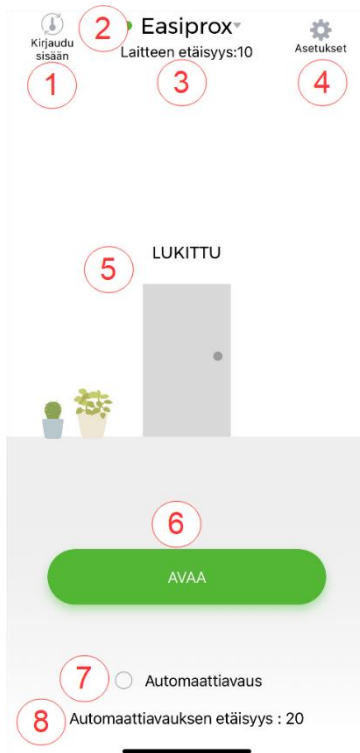 2
Easiprox
Kirjaudu
sisään
Laitteen etäisyys:10
Asetukset
1
3
4
5
LUKITTU
6
AVAA
7
Automaattiavaus
8
Automaattiavauksen etäisyys : 20